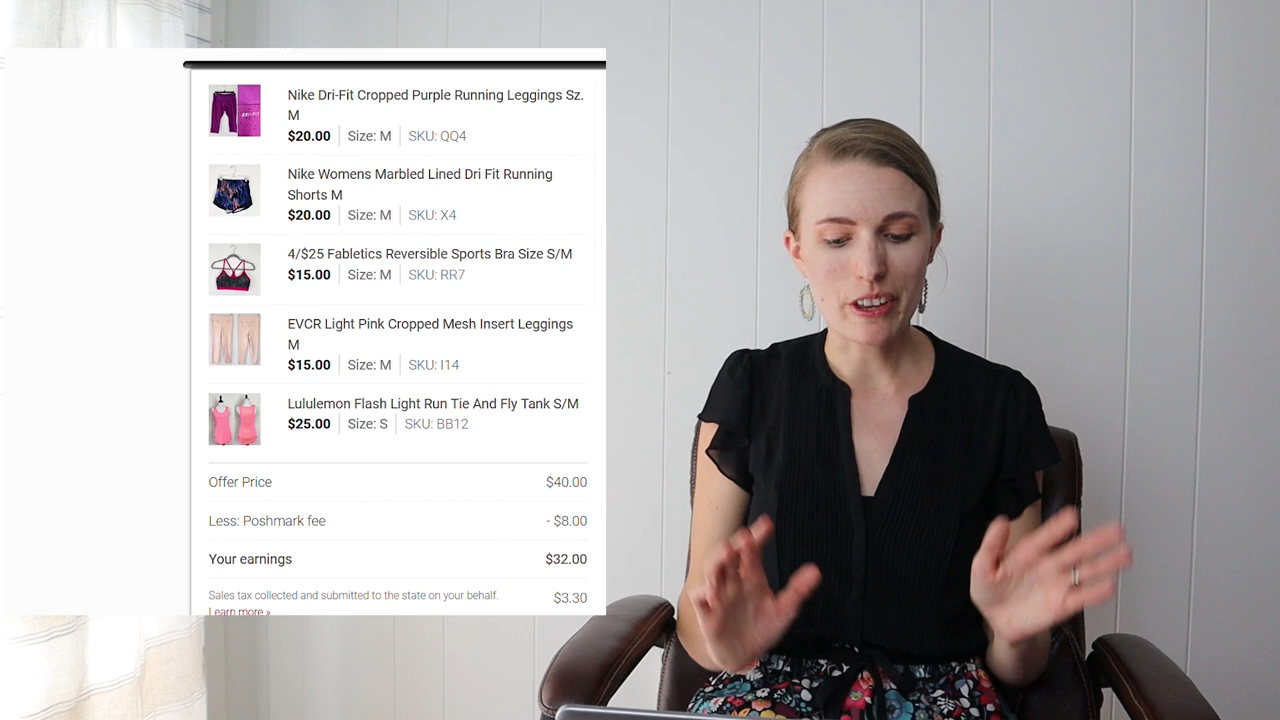 Nike Dri-Fit Cropped Purple Running Leggings Sz.
M
$20.00 Size: M SKU: QQ4
Nike Womens Marbled Lined Dri Fit Running
Shorts M
$20.00 Size: M SKU: X4
4/$25 Fabletics Reversible Sports Bra Size S/M
$15.00 Size: M SKU: RR7
EVCR Light Pink Cropped Mesh Insert Leggings
M
$15.00 Size: M SKU: I14
Lululemon Flash Light Run Tie And Fly Tank S/M
$25.00 Size: S SKU: BB12
Offer Price $40.00
Less: Poshmark fee - $8.00
Your earnings $32.00
Sales tax collected and submitted to the state on your behalf. $3.30
Learn more »